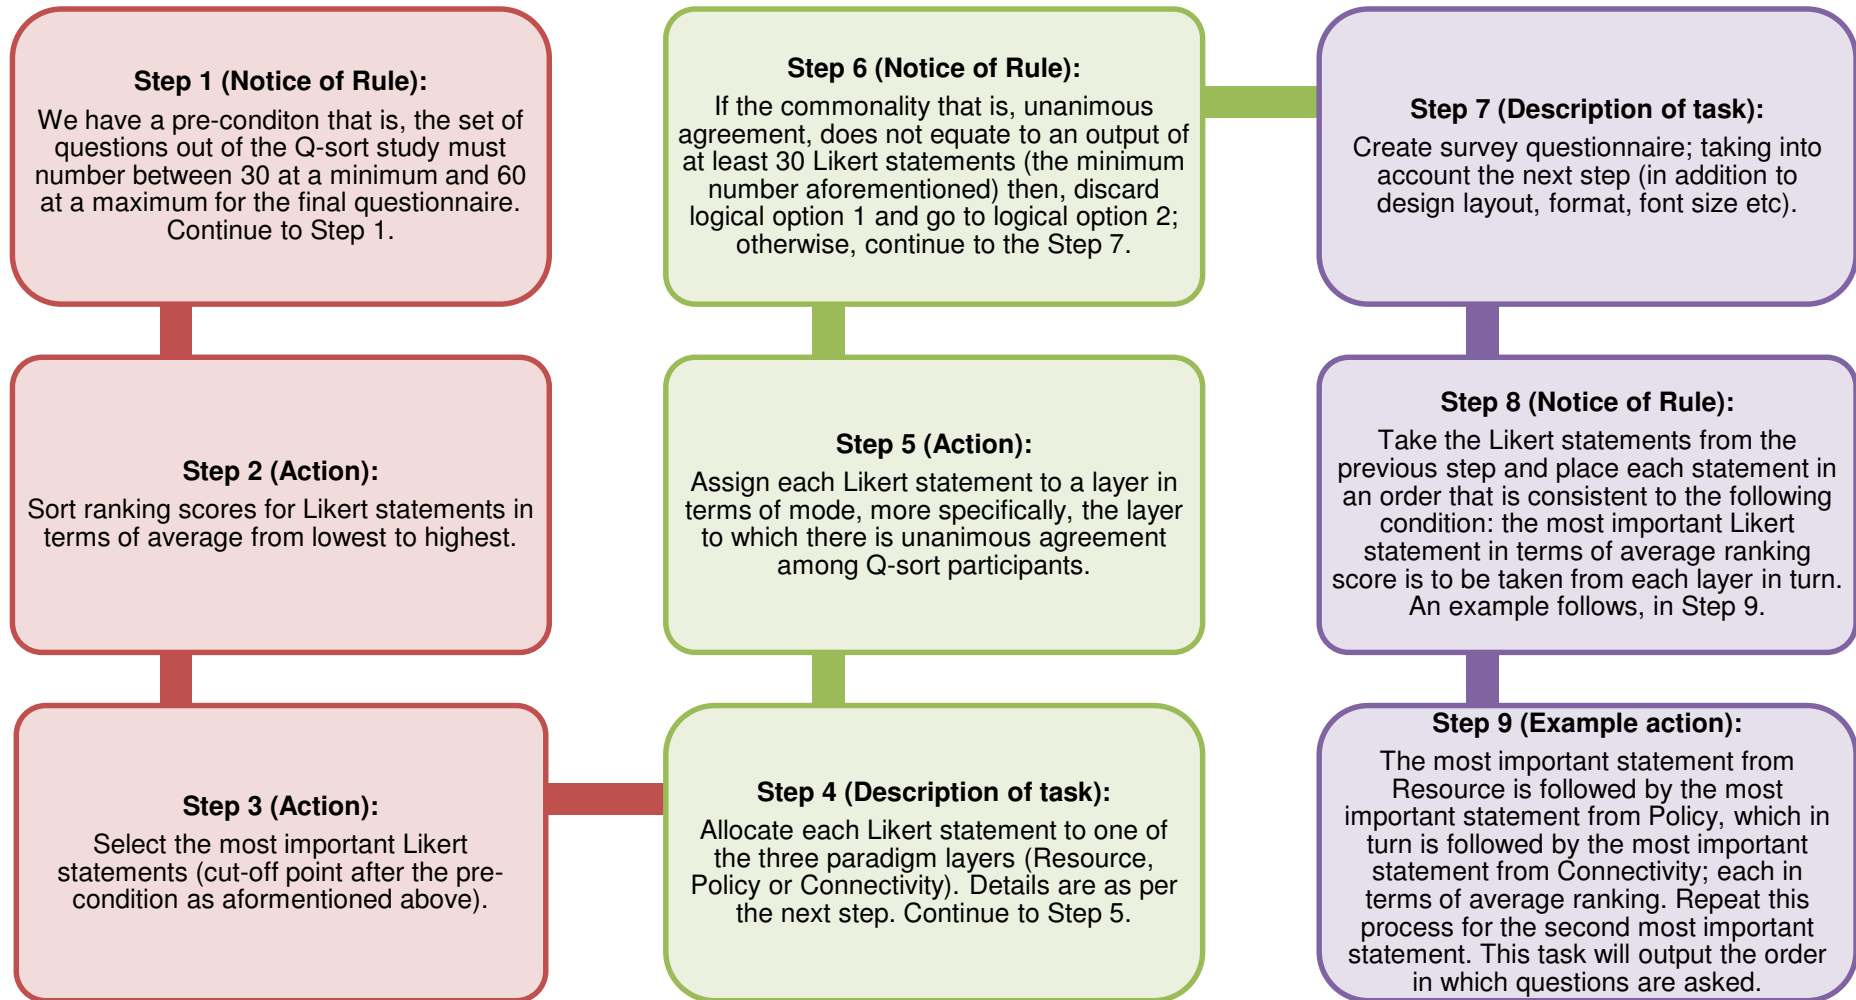 Step 1 (Notice of Rule):
We have a pre-conditon that is, the set of
questions out of the Q-sort study must
number between 30 at a minimum and 60
at a maximum for the final questionnaire.
Continue to Step 1.
Step 2 (Action):
Sort ranking scores for Likert statements in
terms of average from lowest to highest.
Step 3 (Action):
Select the most important Likert
statements (cut-off point after the pre-
condition as aformentioned above).
Step 4 (Description of task):
Allocate each Likert statement to one of
the three paradigm layers (Resource,
Policy or Connectivity). Details are as per
the next step. Continue to Step 5.
Step 5 (Action):
Assign each Likert statement to a layer in
terms of mode, more specifically, the layer
to which there is unanimous agreement
among Q-sort participants.
Step 6 (Notice of Rule):
If the commonality that is, unanimous
agreement, does not equate to an output of
at least 30 Likert statements (the minimum
number aforementioned) then, discard
logical option 1 and go to logical option 2;
otherwise, continue to the Step 7.
Step 7 (Description of task):
Create survey questionnaire; taking into
account the next step (in addition to
design layout, format, font size etc).
Step 8 (Notice of Rule):
Take the Likert statements from the
previous step and place each statement in
an order that is consistent to the following
condition: the most important Likert
statement in terms of average ranking
score is to be taken from each layer in turn.
An example follows, in Step 9.
Step 9 (Example action):
The most important statement from
Resource is followed by the most
important statement from Policy, which in
turn is followed by the most important
statement from Connectivity; each in
terms of average ranking. Repeat this
process for the second most important
statement. This task will output the order
in which questions are asked.